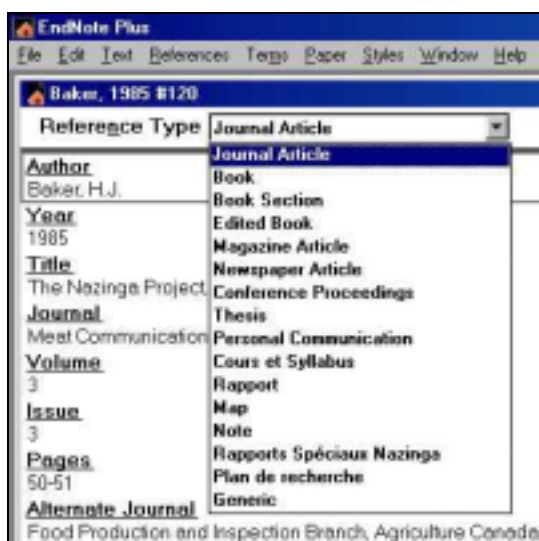 EndNote Plus
File Edit Text References Terms Paper Styles Window Help
Baker, 1985 #120
Reference Type Journal Article
Journal Article
Book
Book Section
Edited Book
Magazine Article
Newspaper Article
Conference Proceedings
Thesis
Personal Communication
Cours et Syllabus
Rapport
Map
Note
Rapports Spéciaux Nazinga
Plan de recherche
Generic
Author
Baker, H.J.
Year
1985
Title
The Nazinga Project,
Journal
Meat Communication
Volume
3
Issue
3
Pages
50-51
Alternate Journal
Food Production and Inspection Branch, Agriculture Canada